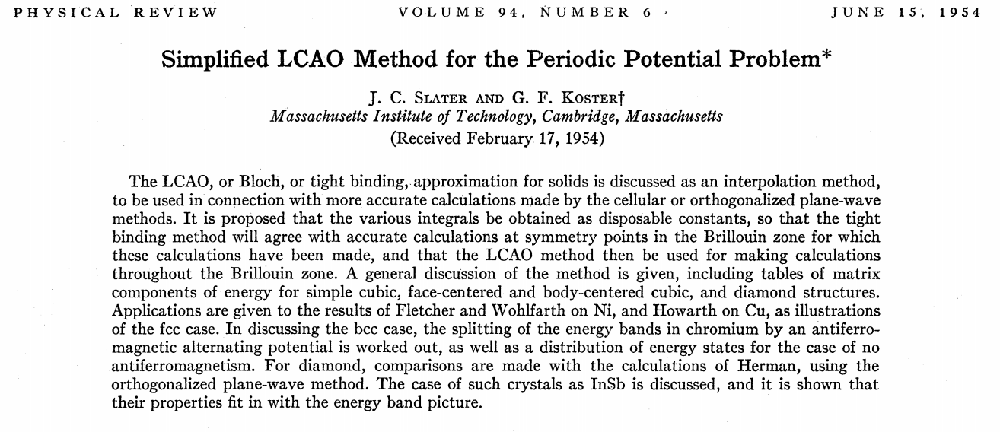 PHYSICAL REVIEW VOLUME 94, NUMBER 6 JUNE 15, 1954
Simplified LCAO Method for the Periodic Potential Problem*
J. C. SLATER AND G. F. KOSTER†
Massachusetts Institute of Technology, Cambridge, Massachusetts
(Received February 17, 1954)
The LCAO, or Bloch, or tight binding, approximation for solids is discussed as an interpolation method,
to be used in connection with more accurate calculations made by the cellular or orthogonalized plane-wave
methods. It is proposed that the various integrals be obtained as disposable constants, so that the tight
binding method will agree with accurate calculations at symmetry points in the Brillouin zone for which
these calculations have been made, and that the LCAO method then be used for making calculations
throughout the Brillouin zone. A general discussion of the method is given, including tables of matrix
components of energy for simple cubic, face-centered and body-centered cubic, and diamond structures.
Applications are given to the results of Fletcher and Wohlfarth on Ni, and Howarth on Cu, as illustrations
of the fcc case. In discussing the bcc case, the splitting of the energy bands in chromium by an antiferro-
magnetic alternating potential is worked out, as well as a distribution of energy states for the case of no
antiferromagnetism. For diamond, comparisons are made with the calculations of Herman, using the
orthogonalized plane-wave method. The case of such crystals as InSb is discussed, and it is shown that
their properties fit in with the energy band picture.